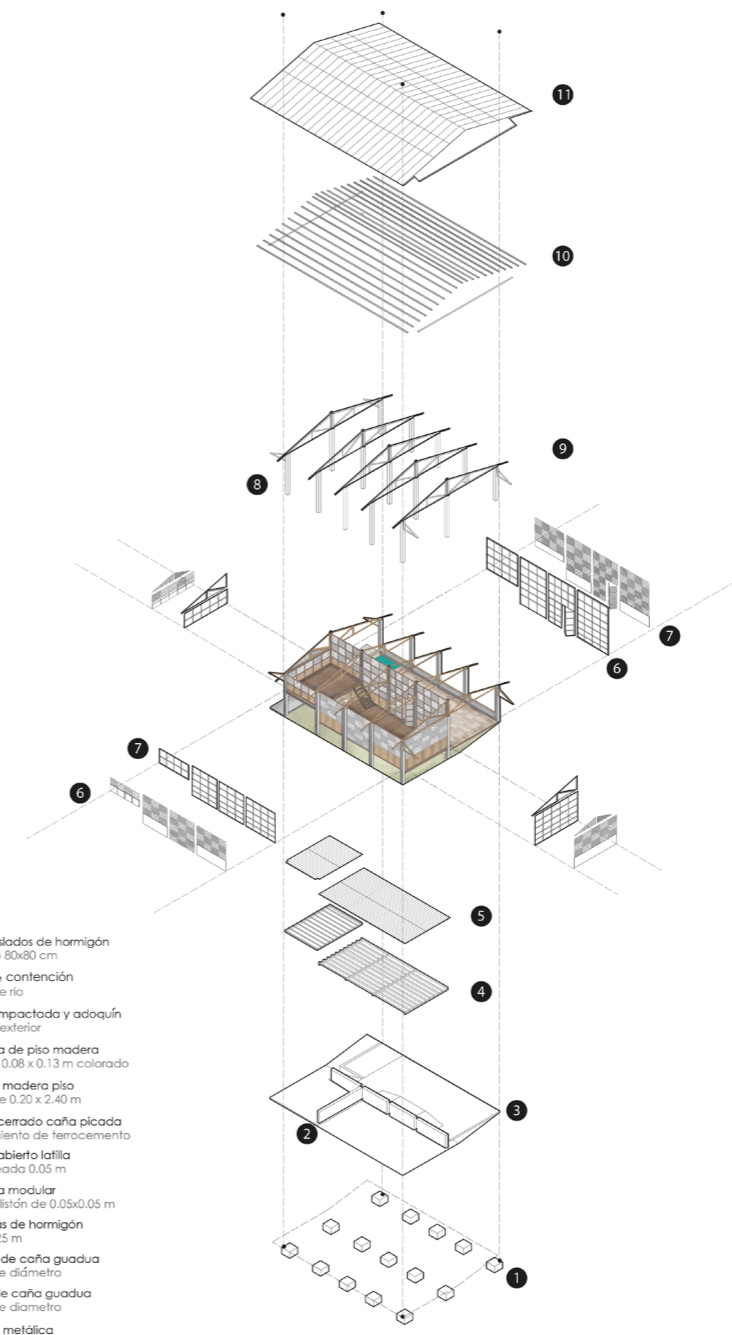 11
10
9
8
7
6
7
6
5
4
3
2
1
slados de hormigón
80x80 cm
contención
e río
mpactada y adoquín
exterior
a de piso madera
0.08 x 0.13 m colorado
madera piso
e 0.20 x 2.40 m
cerrado caña picada
iento de terrocemento
abierto latilla
eada 0.05 m
a modular
listón de 0.05x0.05 m
as de hormigón
25 m
de caña guadua
e diámetro
de caña guadua
e diametro
metálica